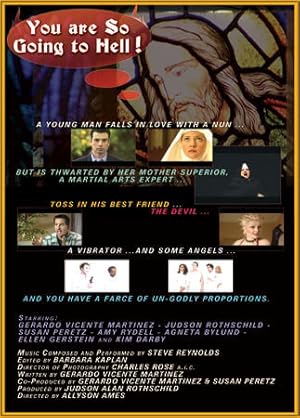 You are So
Going to Hell!
A YOUNG MAN FALLS IN LOVE WITH A NUN ...
BUT IS THWARTED BY HER MOTHER SUPERIOR,
A MARTIAL ARTS EXPERT ...
TOSS IN HIS BEST FRIEND ...
THE DEVIL ...
A VIBRATOR ...AND SOME ANGELS ...
AND YOU HAVE A FARCE OF UN-GODLY PROPORTIONS.
STARRING:
GERARDO VICENTE MARTINEZ - JUDSON ROTHSCHILD -
SUSAN PERETZ - AMY RYDELL - AGNETA BYLUND -
ELLEN GERSTEIN AND KIM DARBY
MUSIC COMPOSED AND PERFORMED BY STEVE REYNOLDS
EDITED BY BARBARA KAPLAN
DIRECTOR OF PHOTOGRAPHY CHARLES ROSE A.I.C.
WRITTEN BY GERARDO VICENTE MARTINEZ
CO-PRODUCED BY GERARDO VICENTE MARTINEZ & SUSAN PERETZ
PRODUCED BY JUDSON ALAN ROTHSCHILD
DIRECTED BY ALLYSON AMES